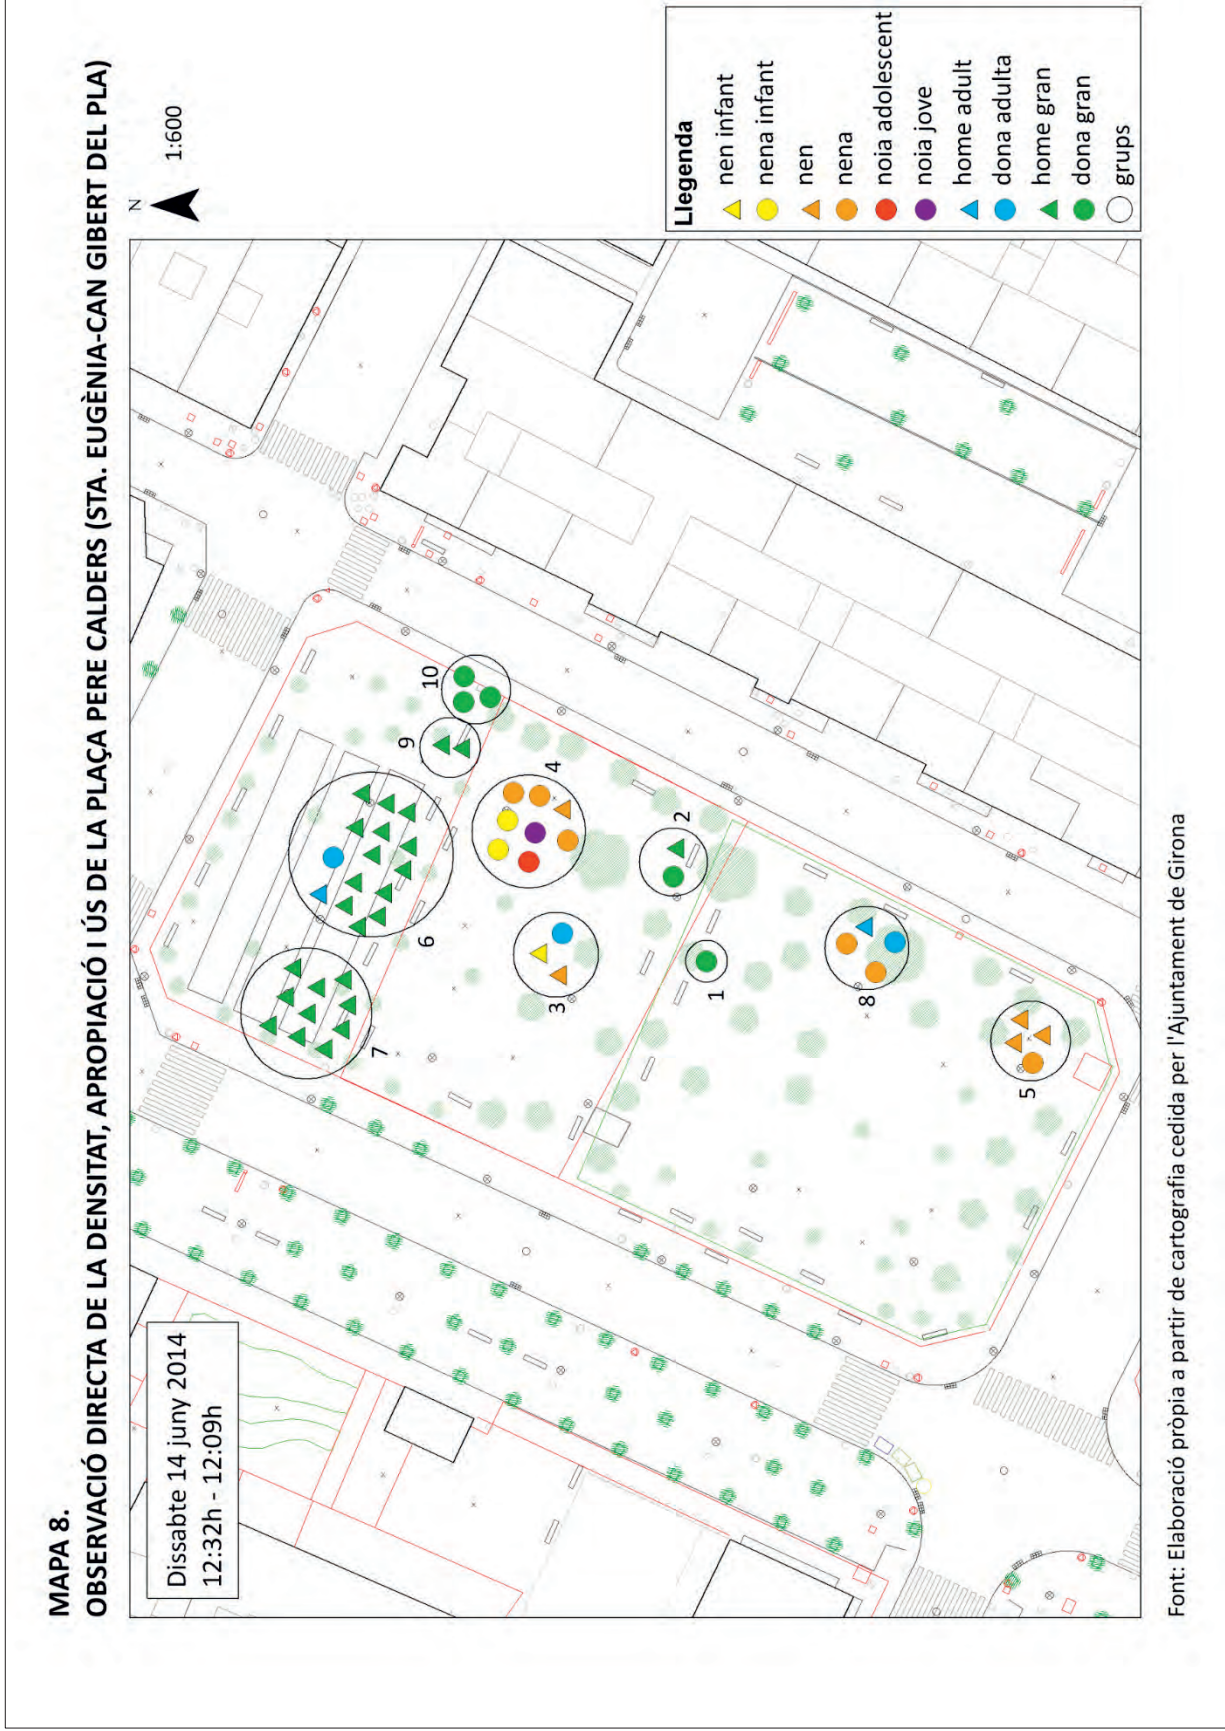 MAPA 8.
OBSERVACIÓ DIRECTA DE LA DENSITAT, APROPIACIÓ I ÚS DE LA PLAÇA PERE CALDERS (STA. EUGÈNIA-CAN GIBERT DEL PLA)
Dissabte 14 juny 2014
12:32h - 12:09h
N
1:600
7
6
9
10
3
4
1
2
8
5
Llegenda
nen infant
nena infant
nen
nena
noia adolescent
noia jove
home adult
dona adulta
home gran
dona gran
grups
Font: Elaboració pròpia a partir de cartografia cedida per l'Ajuntament de Girona